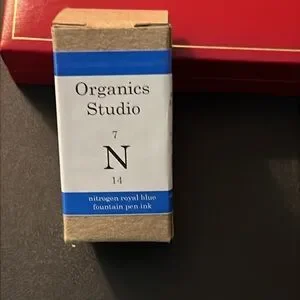 Organics
Studio
7
N
14
nitrogen royal blue
fountain pen ink